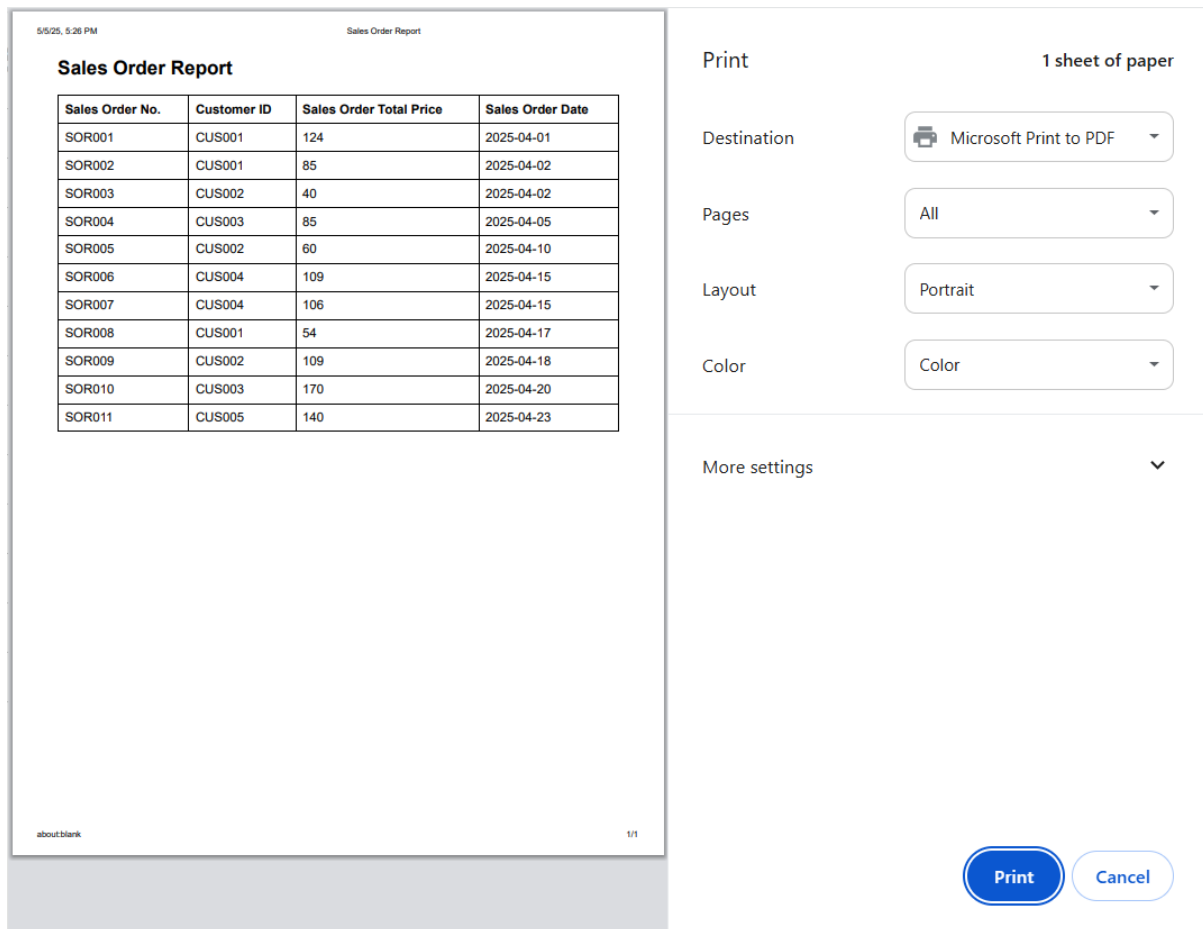 5/5/25, 5:26 PM Sales Order Report
Sales Order Report
Sales Order No. Customer ID Sales Order Total Price Sales Order Date
SOR001 CUS001 124 2025-04-01
SOR002 CUS001 85 2025-04-02
SOR003 CUS002 40 2025-04-02
SOR004 CUS003 85 2025-04-05
SOR005 CUS002 60 2025-04-10
SOR006 CUS004 109 2025-04-15
SOR007 CUS004 106 2025-04-15
SOR008 CUS001 54 2025-04-17
SOR009 CUS002 109 2025-04-18
SOR010 CUS003 170 2025-04-20
SOR011 CUS005 140 2025-04-23
about:blank 1/1
Print 1 sheet of paper
Destination Microsoft Print to PDF
Pages All
Layout Portrait
Color Color
More settings
Print Cancel